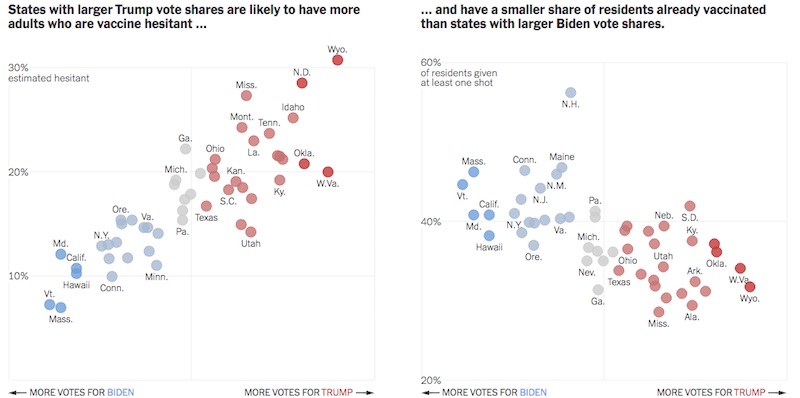 States with larger Trump vote shares are likely to have more
adults who are vaccine hesitant ...
30%
estimated hesitant
Wyo.
N.D.
Miss.
Idaho
Mont.
Tenn.
Ga.
La.
Ohio
20%
Okla.
Mich.
Kan.
W.Va.
Ky.
S.C.
Ore.
Va.
Pa.
Texas
N.Y.
Utah
Md.
Calif.
10%
Hawaii
Conn.
Minn.
Vt.
Mass.
MORE VOTES FOR BIDEN
MORE VOTES FOR TRUMP
... and have a smaller share of residents already vaccinated
than states with larger Biden vote shares.
60%
of residents given
at least one shot
N.H.
Mass.
Conn.
Maine
Vt.
N.M.
N.J.
Calif.
Pa.
40%
Md.
N.Y.
Va.
Neb.
S.D.
Ky.
Hawaii
Ore.
Mich.
Ohio
Utah
Okla.
Nev.
Texas
Ark.
W.Va.
Ga.
Wyo.
Miss.
Ala.
20%
MORE VOTES FOR BIDEN
MORE VOTES FOR TRUMP